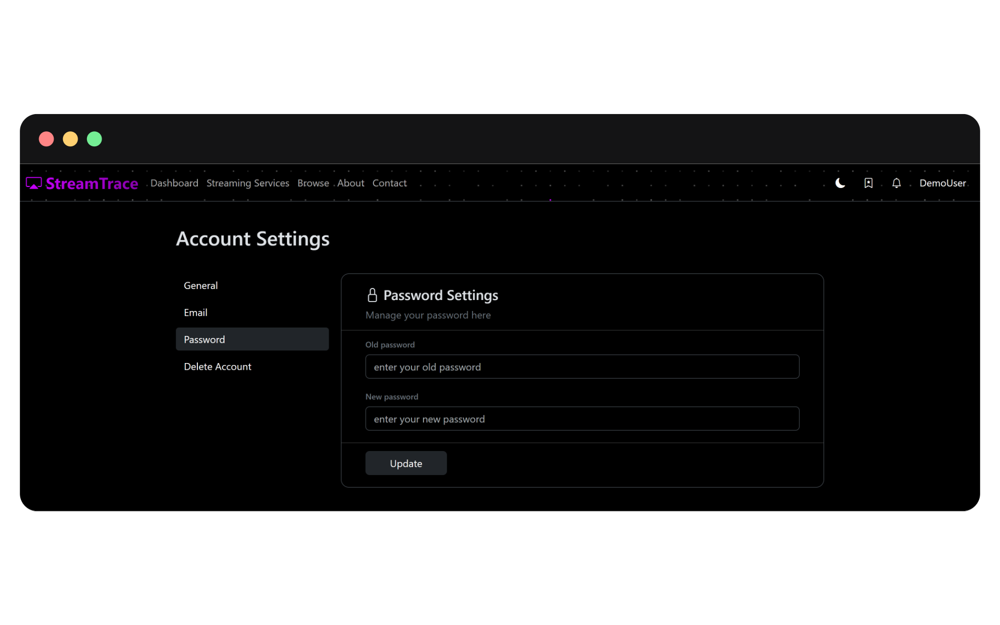 StreamTrace Dashboard Streaming Services Browse About Contact DemoUser
Account Settings
General
Email
Password
Delete Account
Password Settings
Manage your password here
Old password
enter your old password
New password
enter your new password
Update